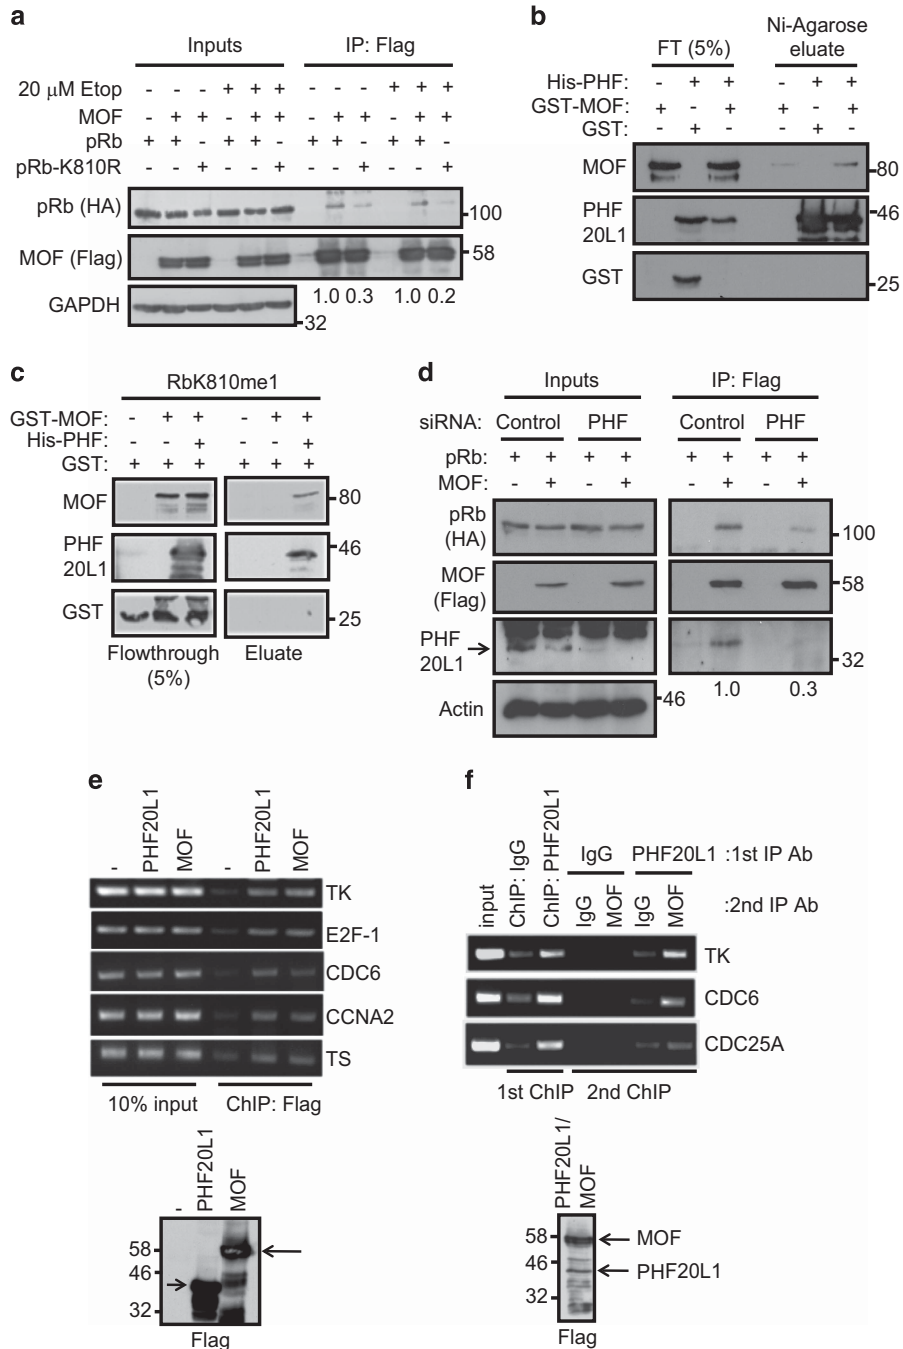 a
Inputs IP: Flag
20 μM Etop - - - + + + - - - + + +
MOF - + + - + + - + + - + +
pRb + + - + + - + + - + + -
pRb-K810R - - + - - + - - + - - +
pRb (HA) 100
MOF (Flag) 58
1.0 0.3 1.0 0.2
GAPDH 32
b
FT (5%) Ni-Agarose eluate
His-PHF: - + + - + +
GST-MOF: + - + + - +
GST: - + - - + -
MOF 80
PHF 20L1 46
GST 25
c
RbK810me1
GST-MOF: - + + - + +
His-PHF: - - + - - +
GST: + + + + + +
MOF 80
PHF 20L1 46
GST 25
Flowthrough (5%) Eluate
d
Inputs IP: Flag
siRNA: Control PHF Control PHF
pRb: + + + + + + + +
MOF: - + - + - + - +
pRb (HA) 100
MOF (Flag) 58
PHF 20L1 32
1.0 0.3
Actin 46
e
- PHF20L1 MOF - PHF20L1 MOF
TK
E2F-1
CDC6
CCNA2
TS
10% input ChIP: Flag
- PHF20L1 MOF
58
46
32
Flag
f
input ChIP: IgG ChIP: PHF20L1
IgG PHF20L1 :1st IP Ab
IgG MOF IgG MOF :2nd IP Ab
TK
CDC6
CDC25A
1st ChIP 2nd ChIP
PHF20L1/ MOF
58 MOF
46 PHF20L1
32
Flag